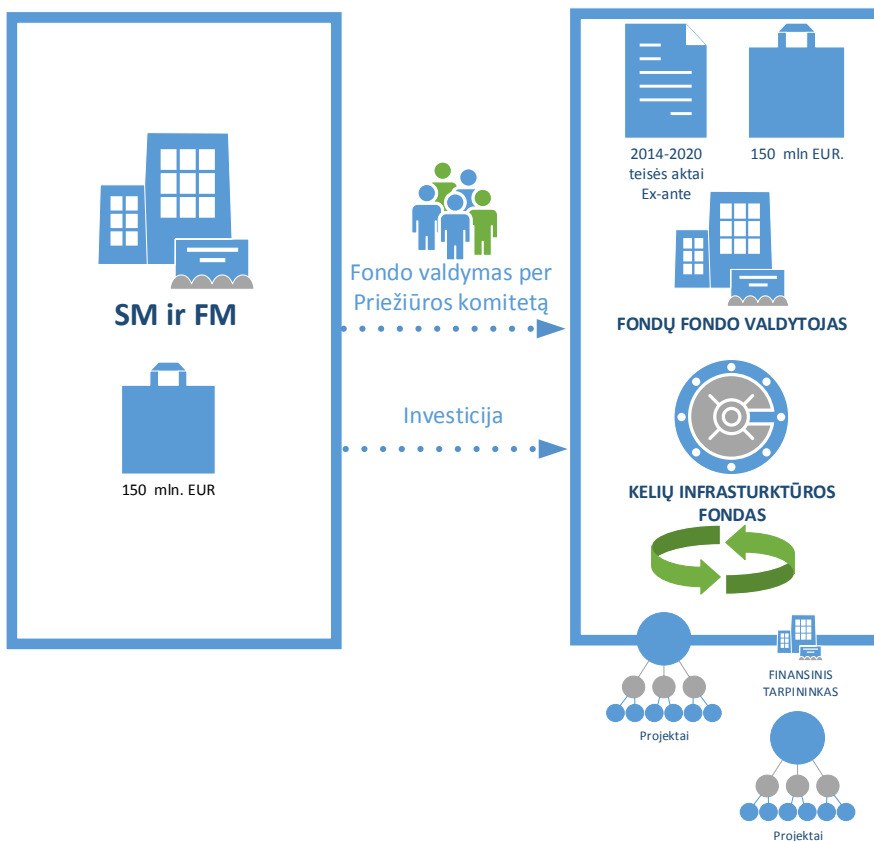 SM ir FM
150 mln. EUR
Fondo valdymas per
Priežiūros komitetą
Investicija
2014-2020
teisės aktai
Ex-ante
150 mln EUR.
FONDŲ FONDO VALDYTOJAS
KELIŲ INFRASTURKTŪROS
FONDAS
Projektai
FINANSINIS
TARPININKAS
Projektai